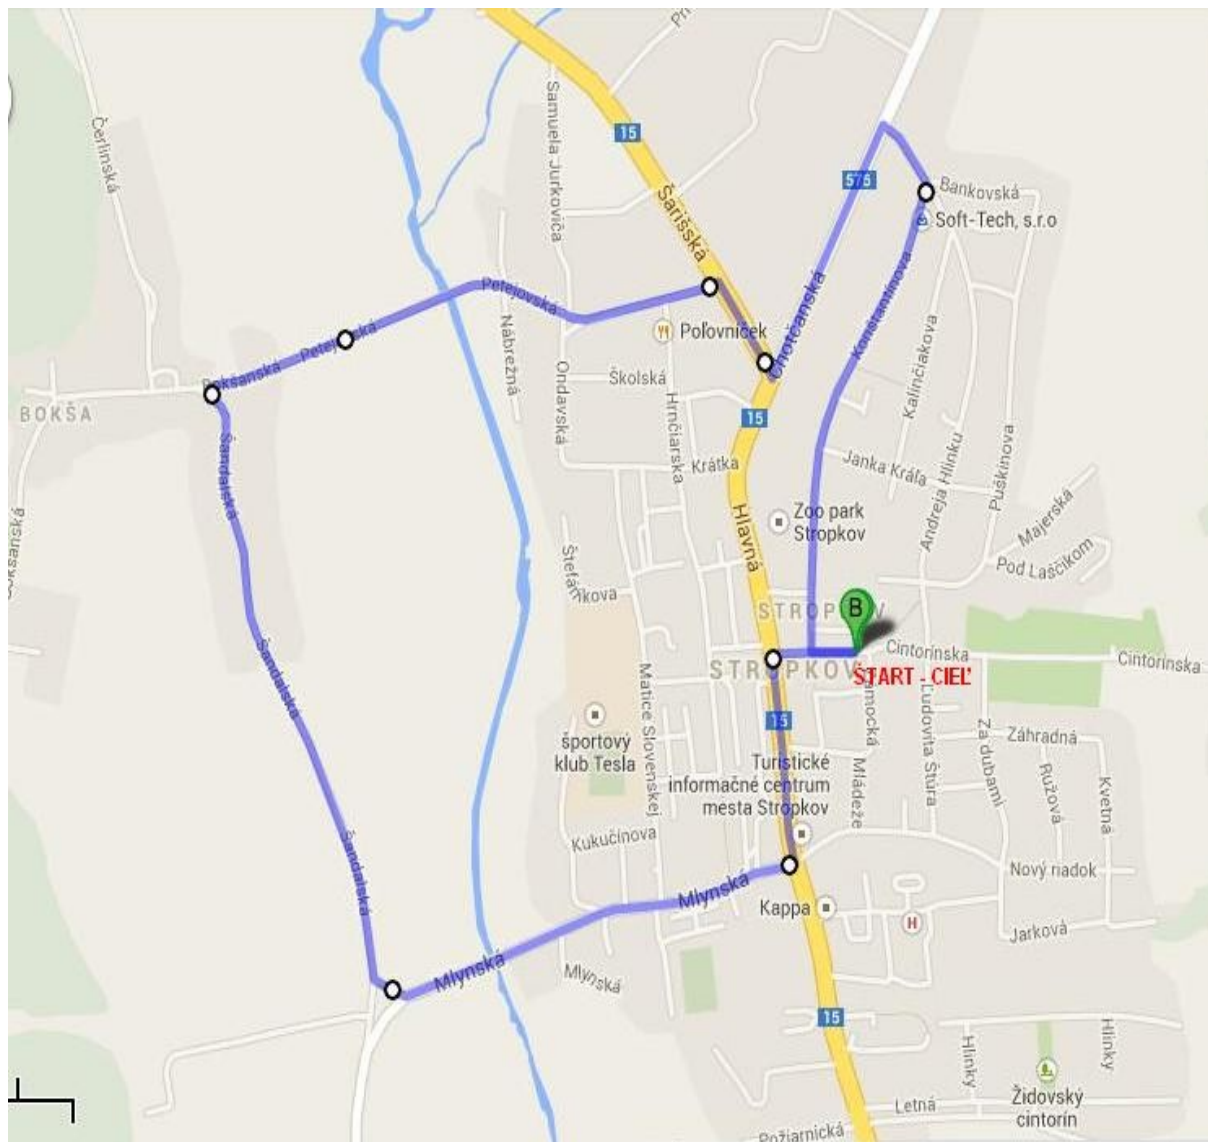 Pri
15
Samuela Jurkoviča
Čerlinská
Šarišská
575
Bankovská
Soft-Tech, s.r.o
Chotčanská
Konštantínova
Petejovská
Nábrežná
Poľovníček
Petejovská
Bokšanská
BOKŠA
Školská
Ondavská
Hrnčiarska
Kalinčiakova
15
Krátka
Janka Kráľa
Andreja Hlinku
Puškinova
Šandalská
Hlavná
Zoo park
Stropkov
Majerská
Pod Laščíkom
Štefánikova
STROPKOV
B
Cintorínska
Cintorínska
STROPKOV
ŠTART - CIEĽ
Šandalská
Matice Slovenskej
15
športový
klub Tesla
Turistické
informačné centrum
mesta Stropkov
Mládeže
Ľudovíta Štúra
Za dubami
Záhradná
Ružová
Kvetná
Kukučínova
Šandalská
Nový riadok
Mlynská
Kappa
H
Jarková
Mlynská
Mlynská
15
Hlinky
Hlinky
Židovský
cintorín
Letná
Požiarnická